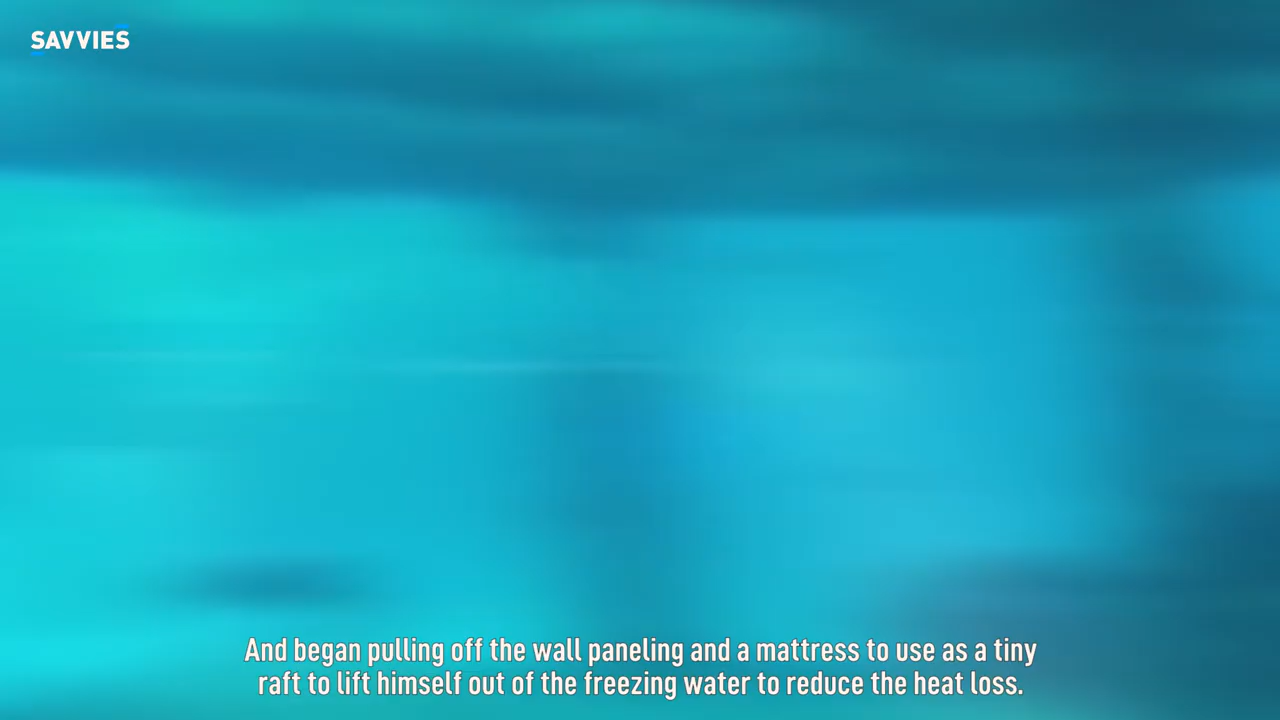 SAVVIES
And began pulling off the wall paneling and a mattress to use as a tiny
raft to lift himself out of the freezing water to reduce the heat loss.